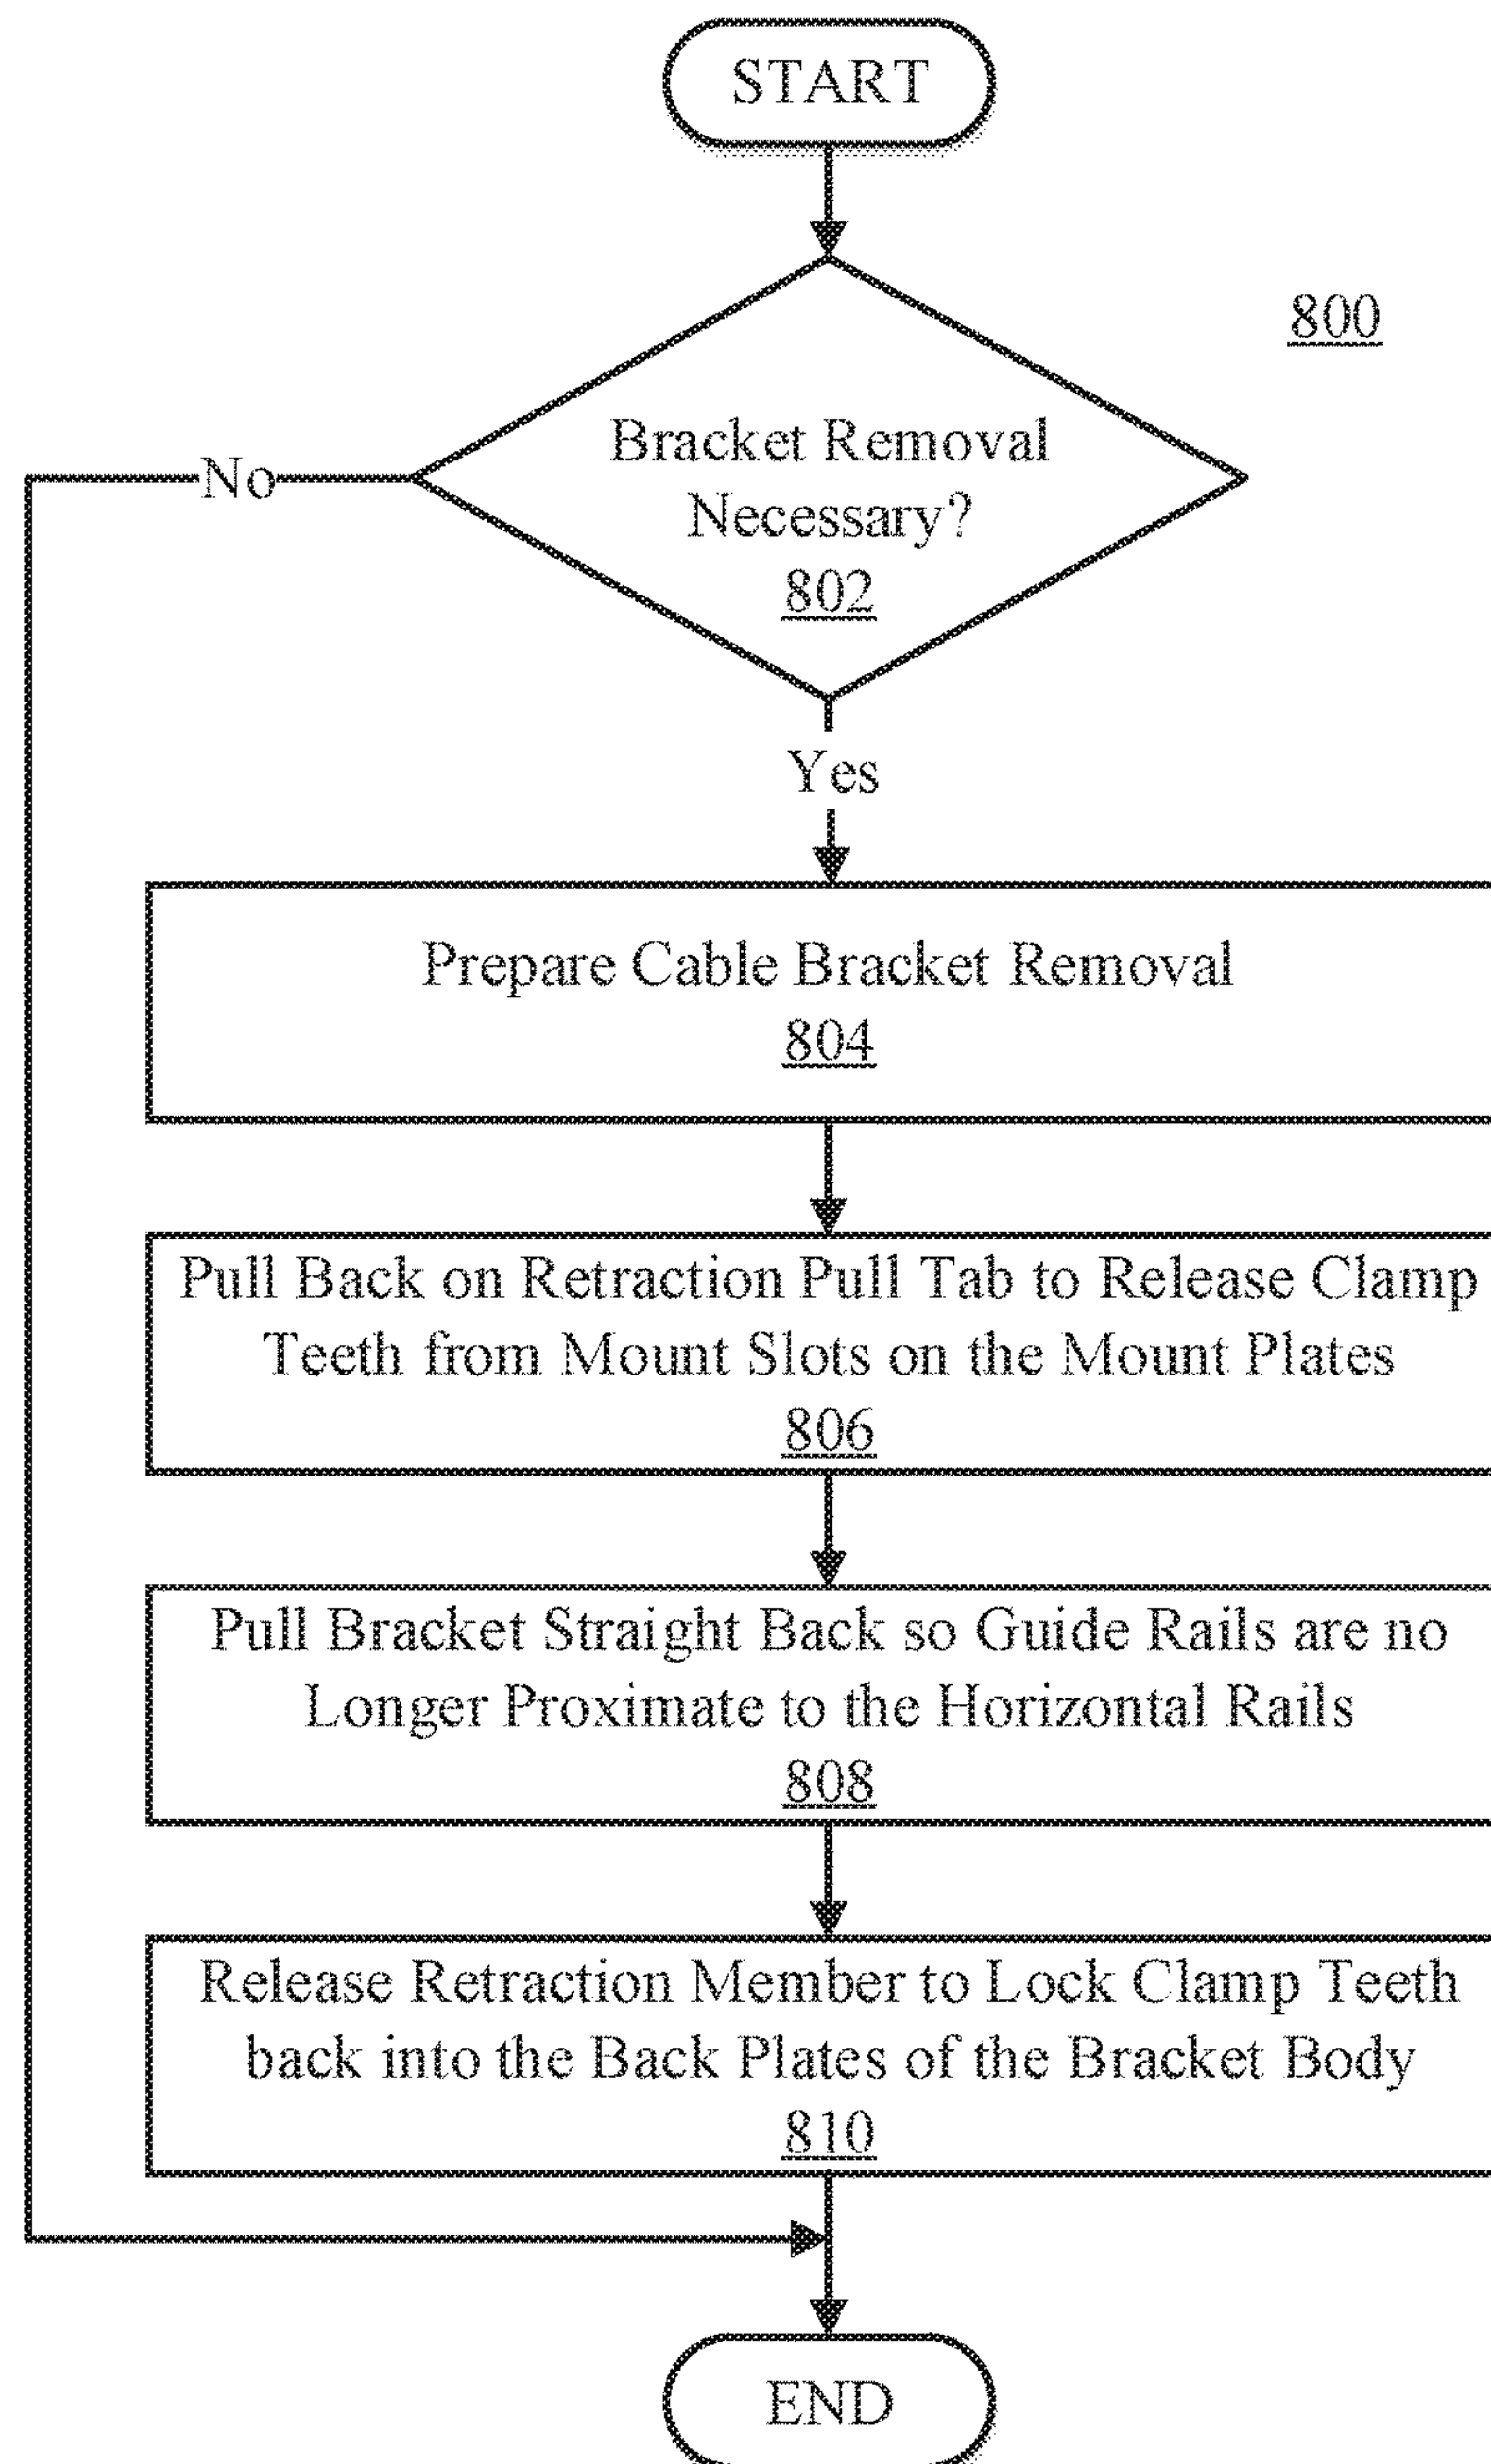 START
800
Bracket Removal
Necessary?
802
No
Yes
Prepare Cable Bracket Removal
804
Pull Back on Retraction Pull Tab to Release Clamp
Teeth from Mount Slots on the Mount Plates
806
Pull Bracket Straight Back so Guide Rails are no
Longer Proximate to the Horizontal Rails
808
Release Retraction Member to Lock Clamp Teeth
back into the Back Plates of the Bracket Body
810
END